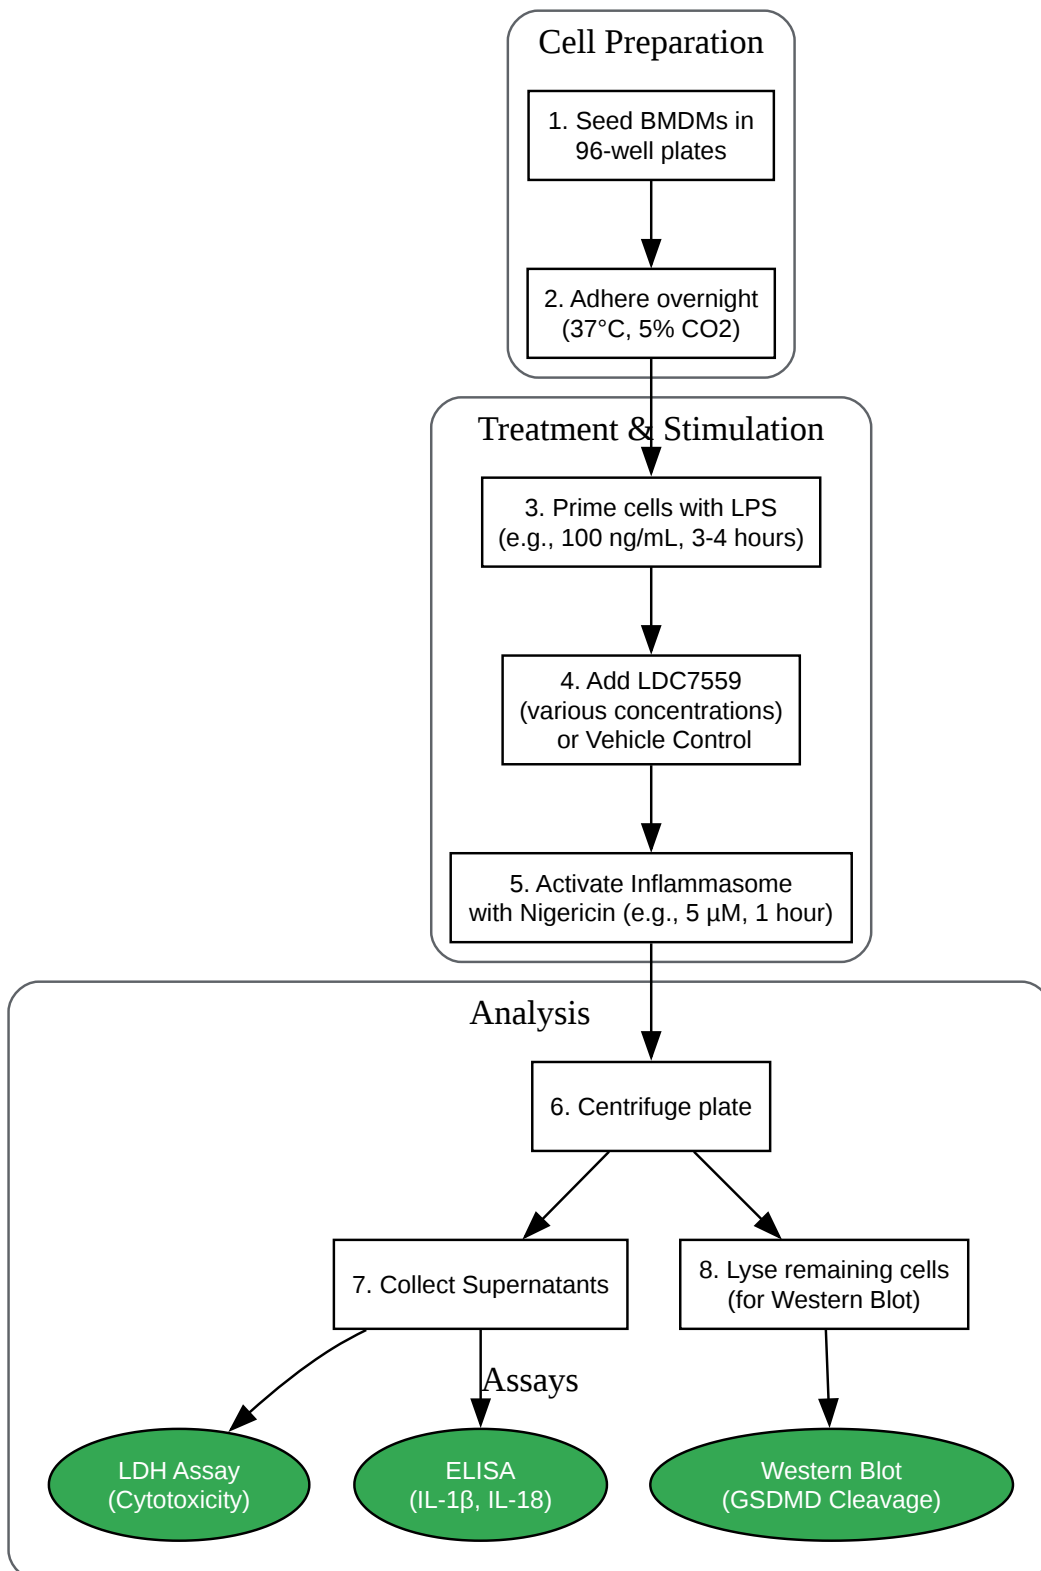 Cell Preparation
1. Seed BMDMs in
96-well plates
2. Adhere overnight
(37°C, 5% CO2)
Treatment & Stimulation
3. Prime cells with LPS
(e.g., 100 ng/mL, 3-4 hours)
4. Add LDC7559
(various concentrations)
or Vehicle Control
5. Activate Inflammasome
with Nigericin (e.g., 5 µM, 1 hour)
Analysis
6. Centrifuge plate
7. Collect Supernatants
8. Lyse remaining cells
(for Western Blot)
Assays
LDH Assay
(Cytotoxicity)
ELISA
(IL-1β, IL-18)
Western Blot
(GSDMD Cleavage)